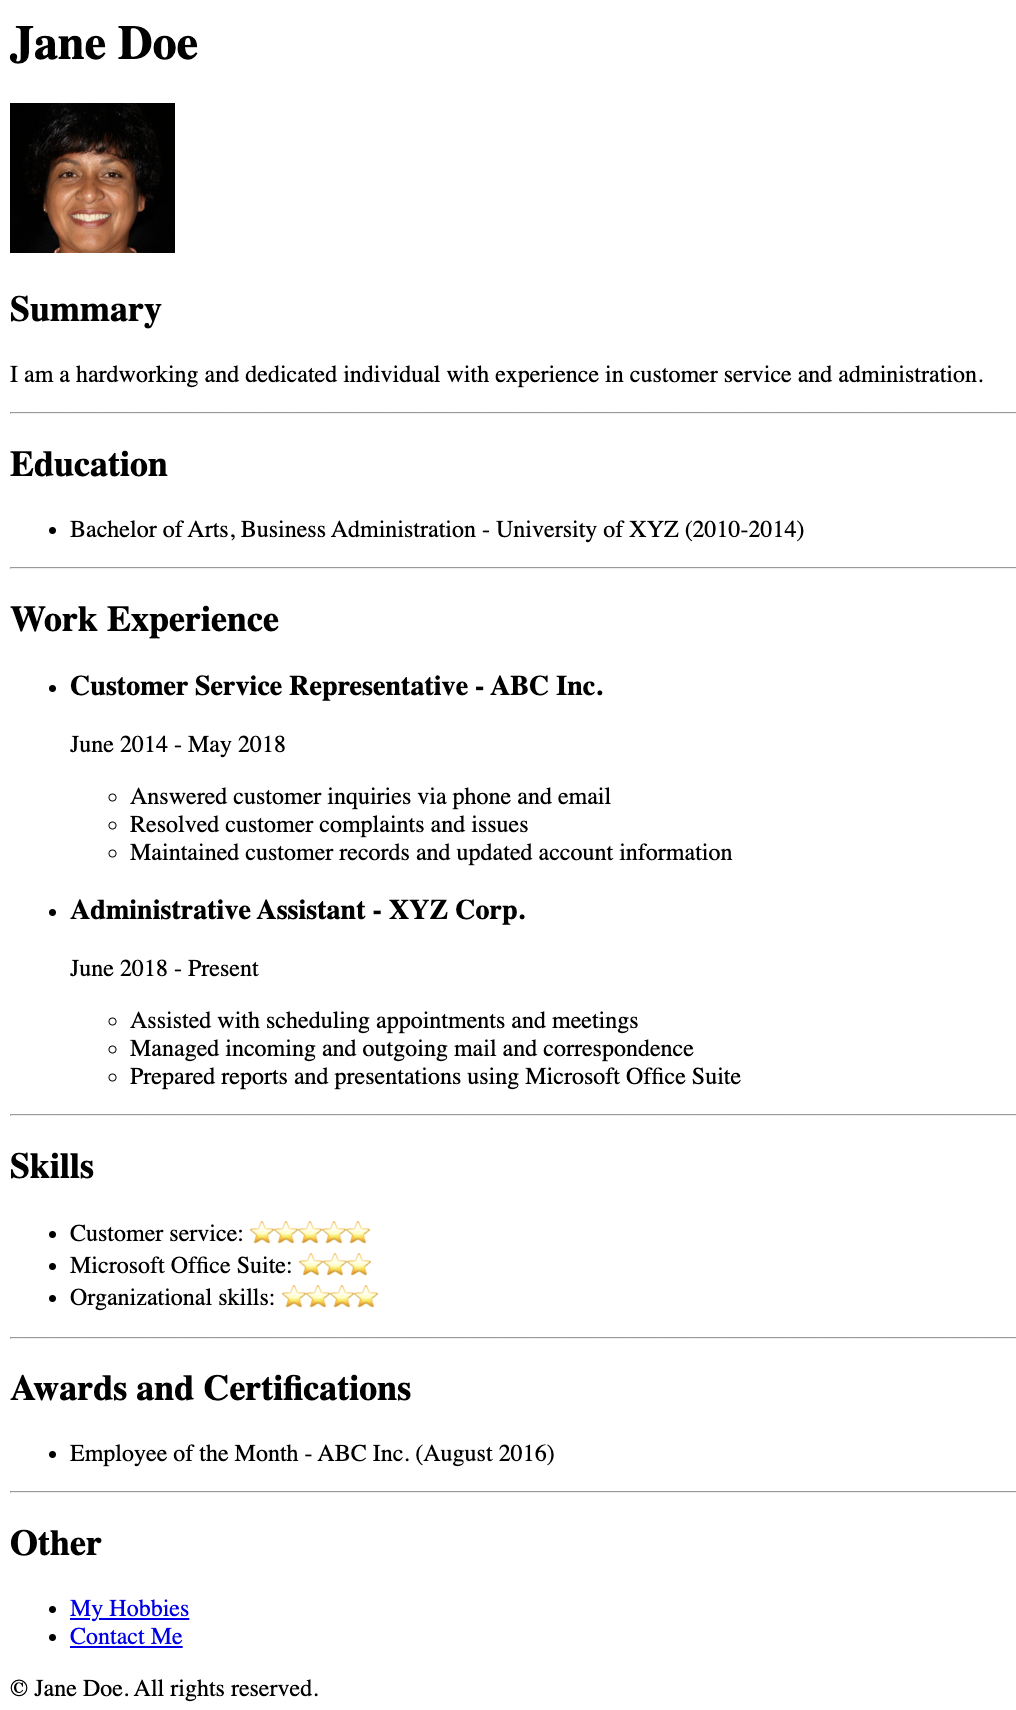 Jane Doe
Summary
I am a hardworking and dedicated individual with experience in customer service and administration.
Education
• Bachelor of Arts, Business Administration - University of XYZ (2010-2014)
Work Experience
• Customer Service Representative - ABC Inc.
June 2014 - May 2018
◦ Answered customer inquiries via phone and email
◦ Resolved customer complaints and issues
◦ Maintained customer records and updated account information
• Administrative Assistant - XYZ Corp.
June 2018 - Present
◦ Assisted with scheduling appointments and meetings
◦ Managed incoming and outgoing mail and correspondence
◦ Prepared reports and presentations using Microsoft Office Suite
Skills
• Customer service: ⭐⭐⭐⭐⭐
• Microsoft Office Suite: ⭐⭐⭐
• Organizational skills: ⭐⭐⭐⭐
Awards and Certifications
• Employee of the Month - ABC Inc. (August 2016)
Other
• My Hobbies
• Contact Me
© Jane Doe. All rights reserved.